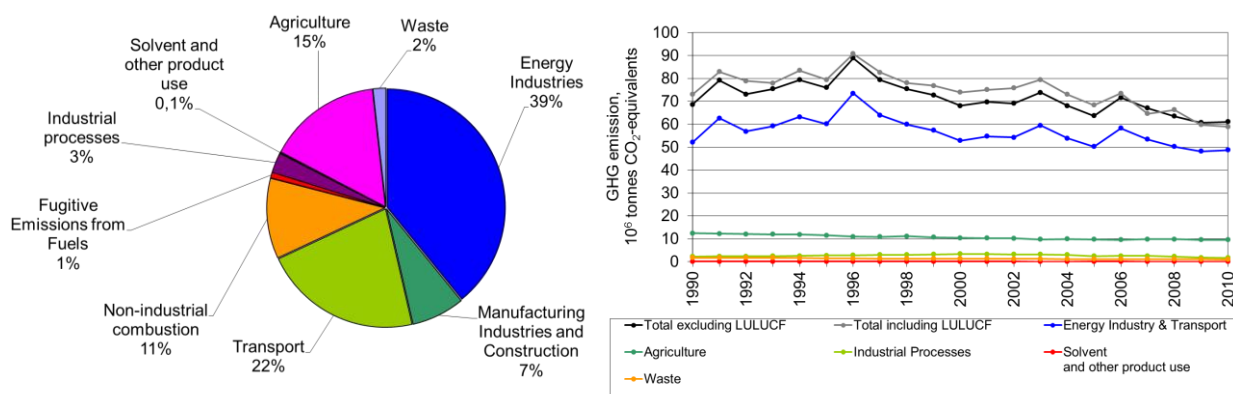 Agriculture
15%
Waste
2%
Energy
Industries
39%
Solvent and
other product
use
0,1%
Industrial
processes
3%
Fugitive
Emissions from
Fuels
1%
Non-industrial
combustion
11%
Transport
22%
Manufacturing
Industries and
Construction
7%
GHG emission,
10⁶ tonnes CO₂-equivalents
100
90
80
70
60
50
40
30
20
10
0
1990
1992
1994
1996
1998
2000
2002
2004
2006
2008
2010
Total excluding LULUCF
Total including LULUCF
Energy Industry & Transport
Agriculture
Industrial Processes
Solvent
and other product use
Waste